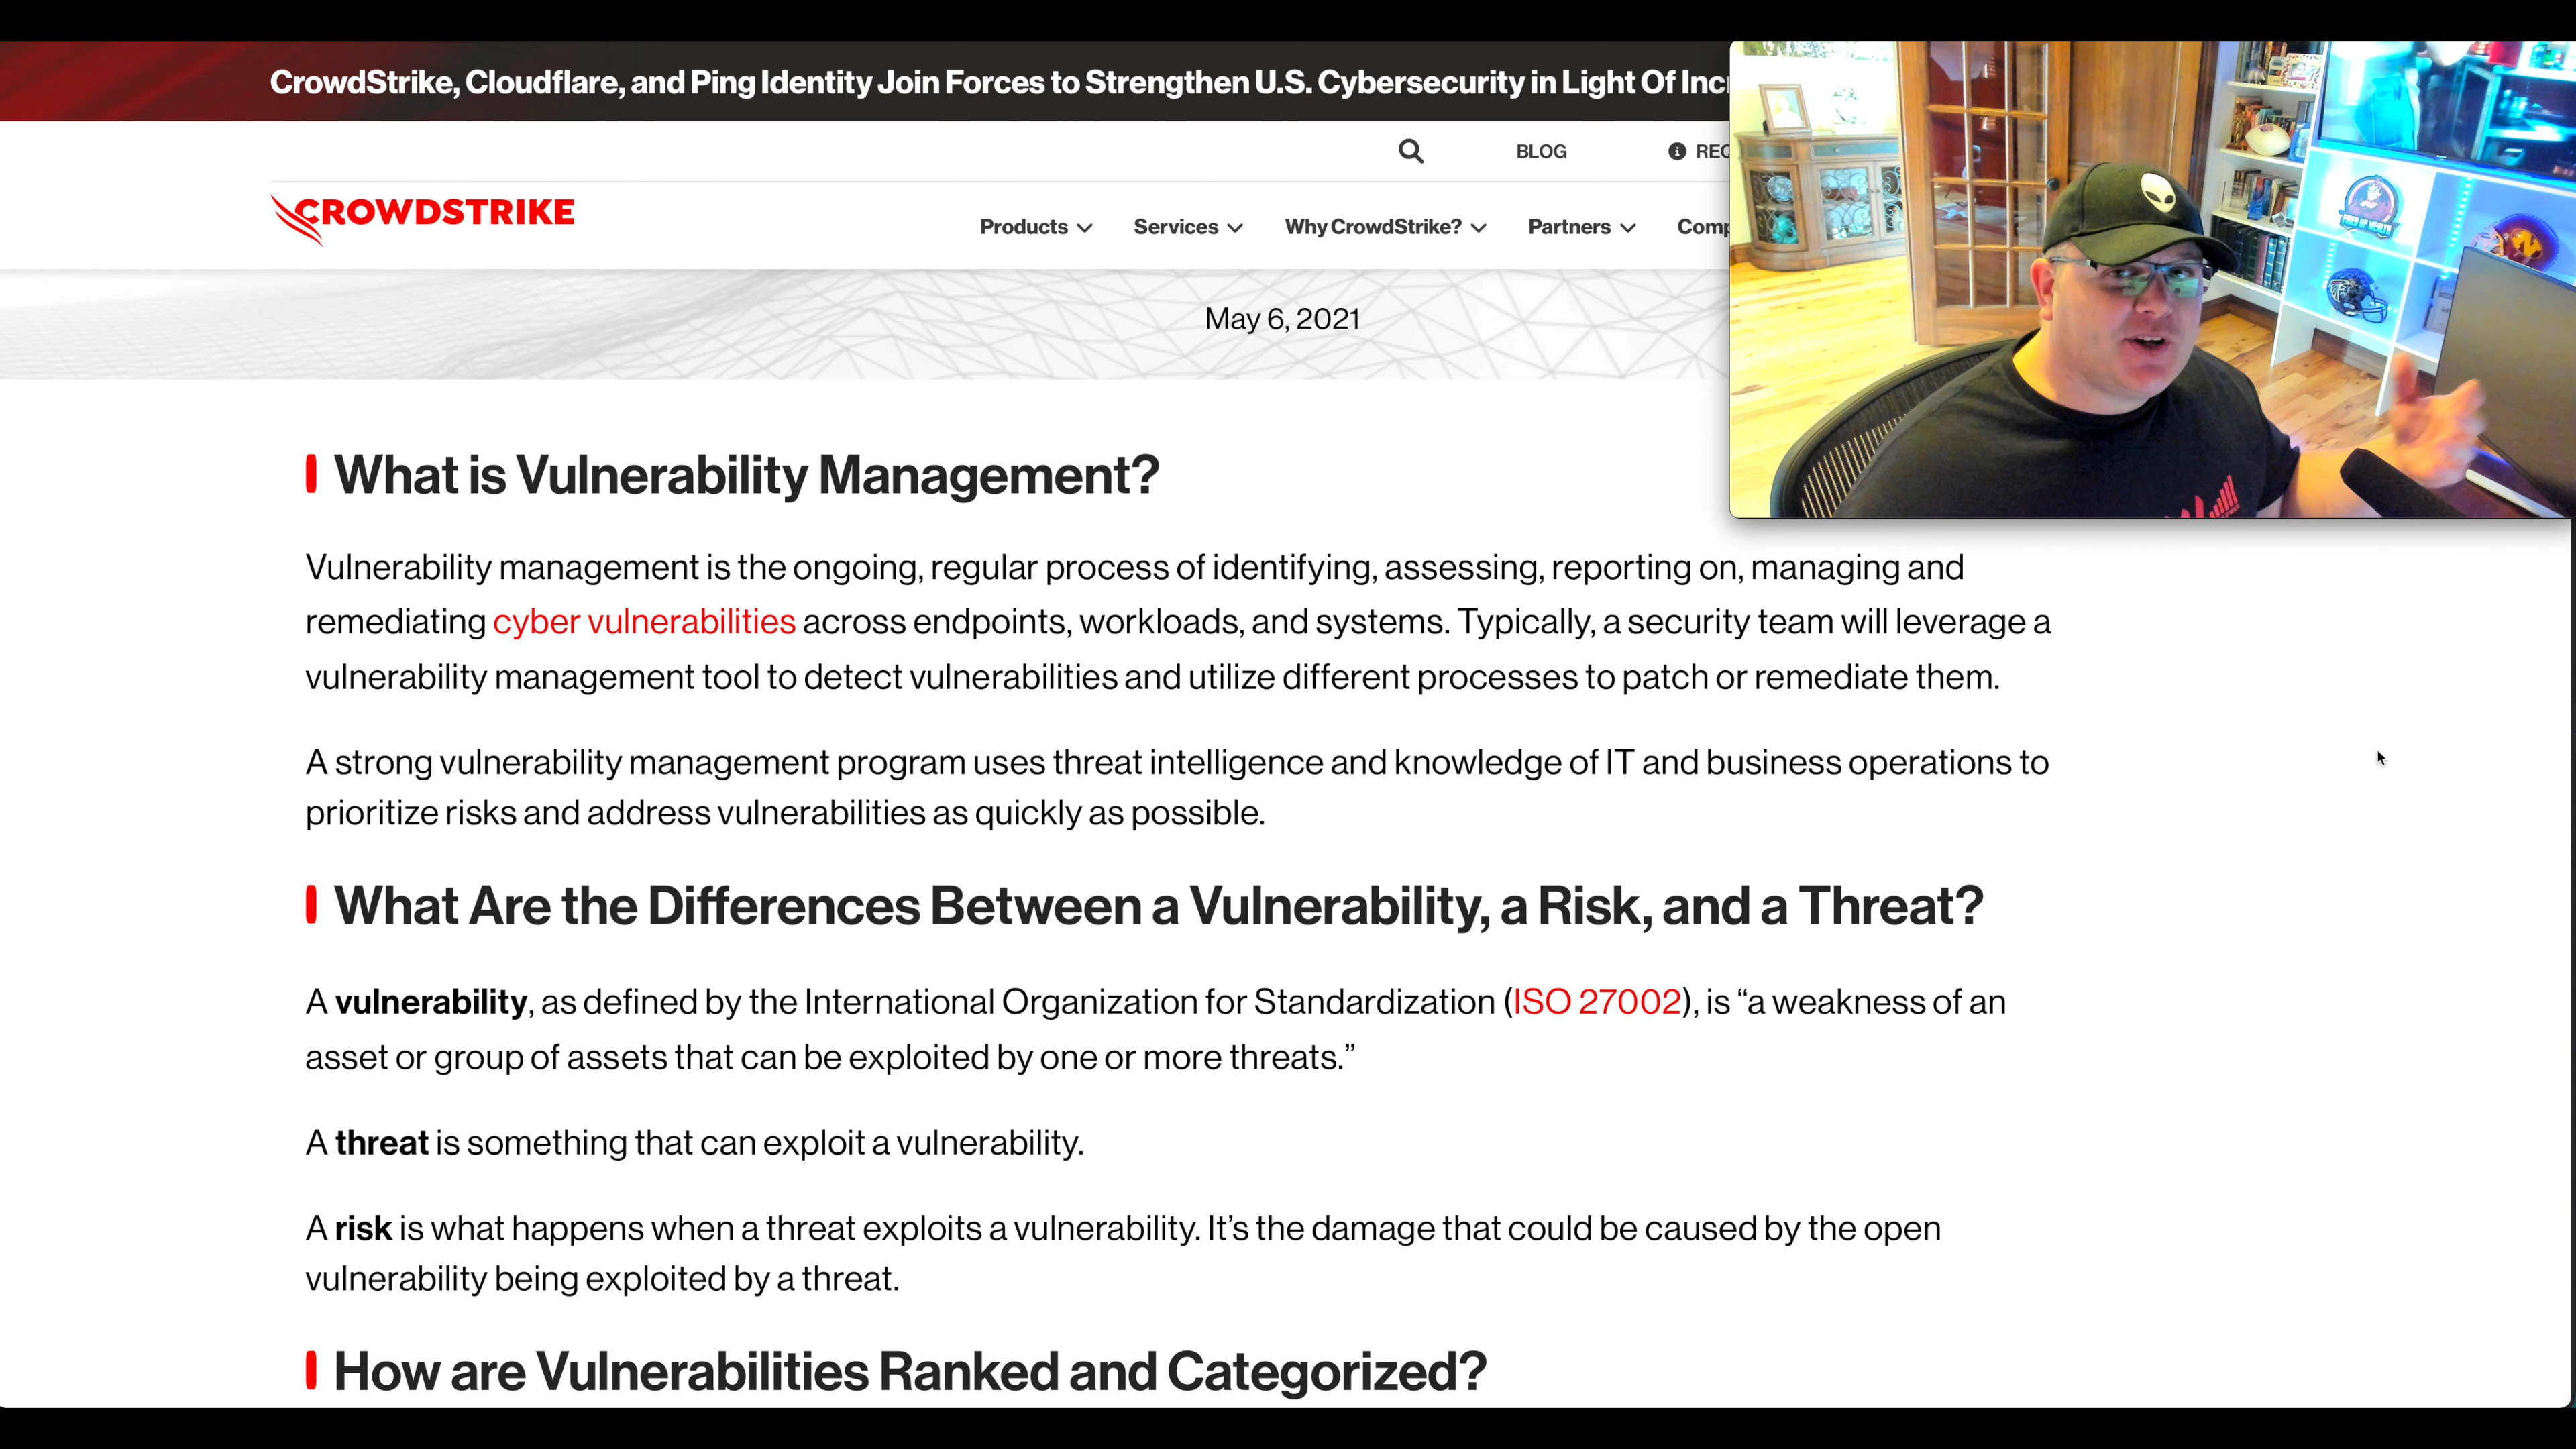 CrowdStrike, Cloudflare, and Ping Identity Join Forces to Strengthen U.S. Cybersecurity in Light Of
BLOG
CROWDSTRIKE
Products
Services
Why CrowdStrike?
Partners
May 6, 2021
What is Vulnerability Management?
Vulnerability management is the ongoing, regular process of identifying, assessing, reporting on, managing and
remediating cyber vulnerabilities across endpoints, workloads, and systems. Typically, a security team will leverage a
vulnerability management tool to detect vulnerabilities and utilize different processes to patch or remediate them.
A strong vulnerability management program uses threat intelligence and knowledge of IT and business operations to
prioritize risks and address vulnerabilities as quickly as possible.
What Are the Differences Between a Vulnerability, a Risk, and a Threat?
A vulnerability, as defined by the International Organization for Standardization (ISO 27002), is “a weakness of an
asset or group of assets that can be exploited by one or more threats.”
A threat is something that can exploit a vulnerability.
A risk is what happens when a threat exploits a vulnerability. It’s the damage that could be caused by the open
vulnerability being exploited by a threat.
How are Vulnerabilities Ranked and Categorized?